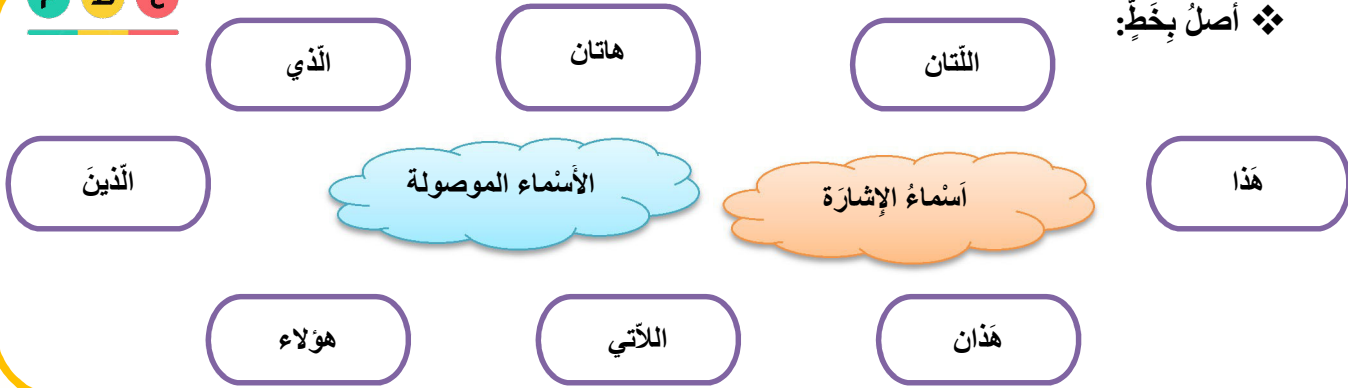 أصلُ بِخَطٍّ:
اللّتان
هاتان
الّذي
هَذا
اَسْماءُ الإِشارَة
الأَسْماء الموصولة
الّذينَ
هَذان
اللاّتي
هؤلاء